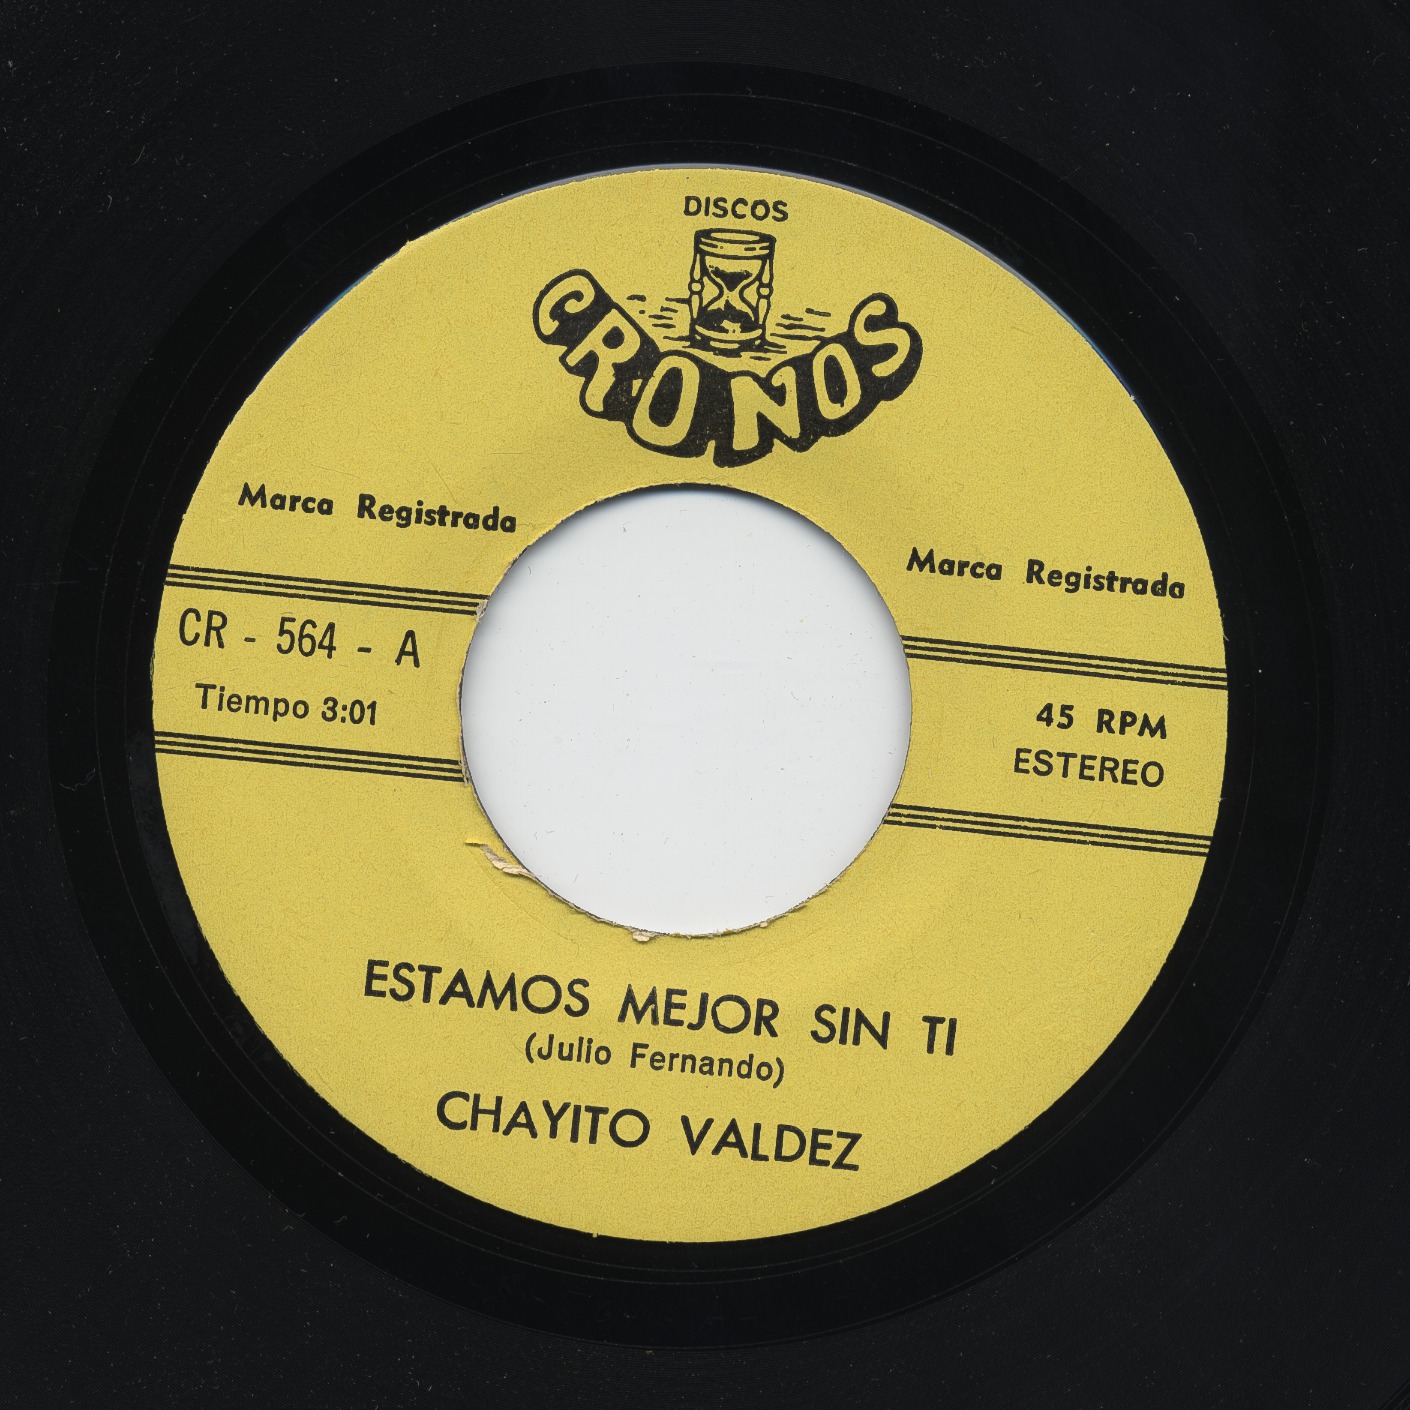 DISCOS
CRONOS
Marca Registrada
Marca Registrada
CR - 564 - A
Tiempo 3:01
45 RPM
ESTEREO
ESTAMOS MEJOR SIN TI
(Julio Fernando)
CHAYITO VALDEZ